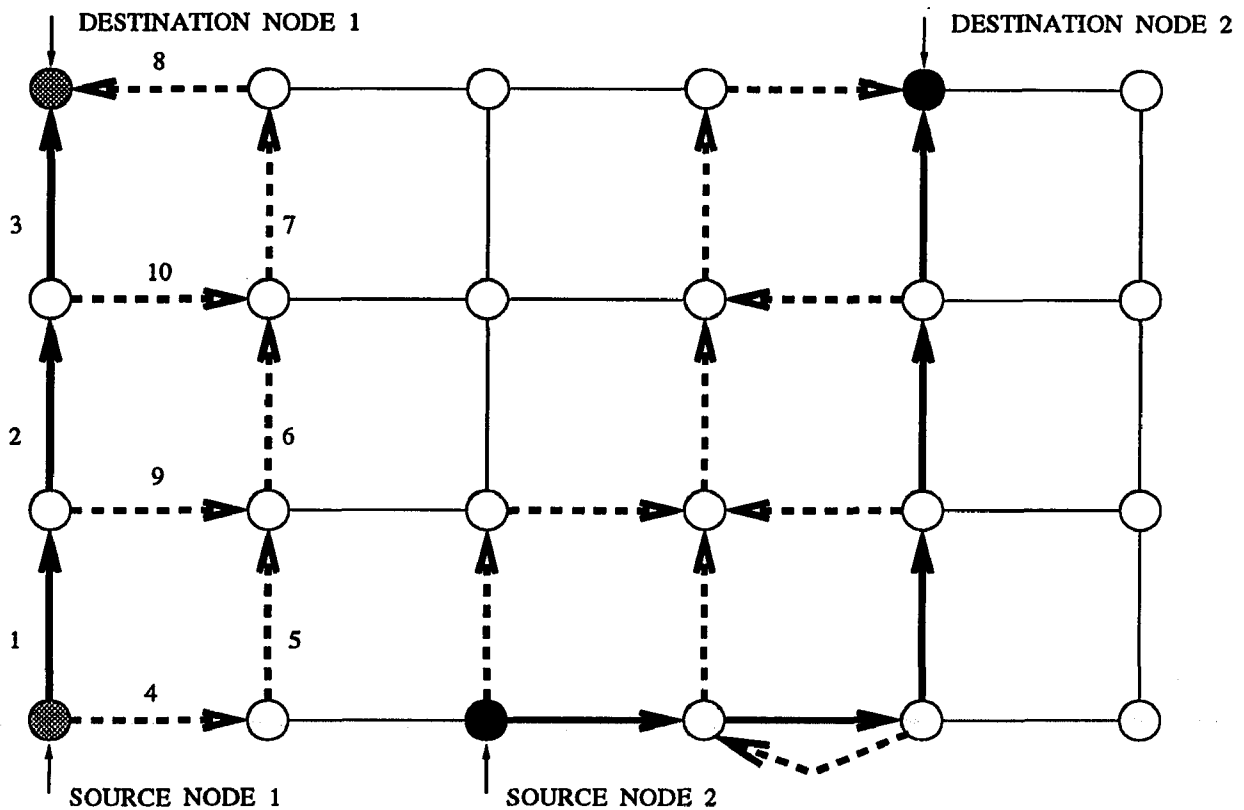 DESTINATION NODE 1
DESTINATION NODE 2
8
3
7
10
2
6
9
1
5
4
SOURCE NODE 1
SOURCE NODE 2